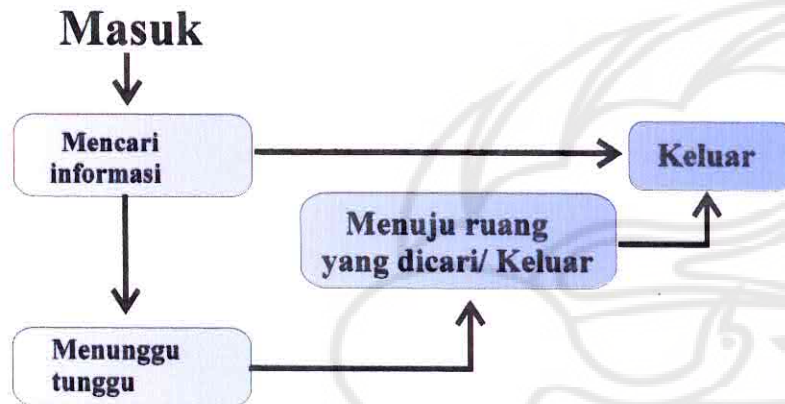 Masuk
Mencari
informasi
Keluar
Menuju ruang
yang dicari/ Keluar
Menunggu
tunggu